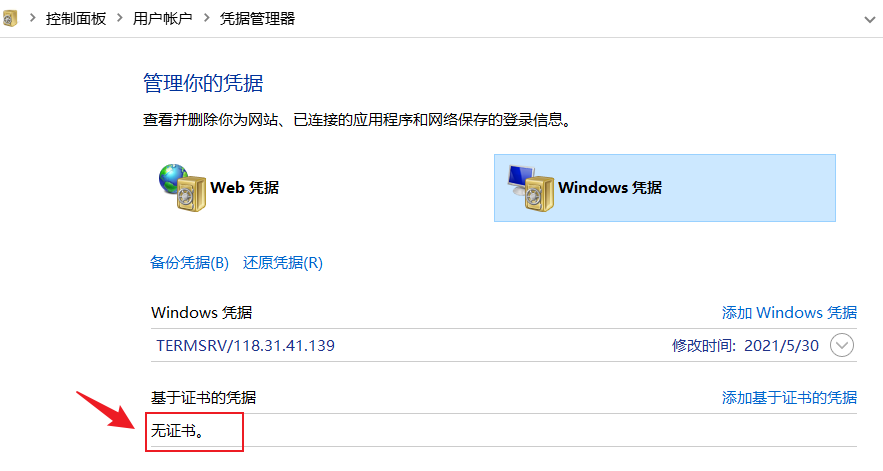 控制面板 > 用户帐户 > 凭据管理器
管理你的凭据
查看并删除你为网站、已连接的应用程序和网络保存的登录信息。
Web 凭据
Windows 凭据
备份凭据(B) 还原凭据(R)
Windows 凭据 添加 Windows 凭据
TERMSRV/118.31.41.139 修改时间: 2021/5/30
基于证书的凭据 添加基于证书的凭据
无证书。